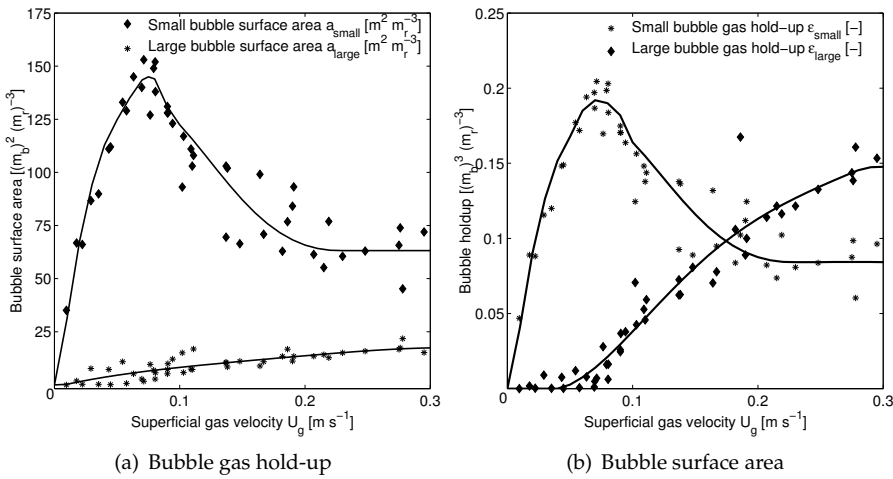 Small bubble surface area a_small [m² m_r⁻³]
Large bubble surface area a_large [m² m_r⁻³]
175
150
125
100
75
50
25
0
0.1
0.2
0.3
Bubble surface area [(m_b)² (m_r)⁻³]
Superficial gas velocity U_g [m s⁻¹]
(a) Bubble gas hold-up
Small bubble gas hold-up ε_small [-]
Large bubble gas hold-up ε_large [-]
0.25
0.2
0.15
0.1
0.05
0
0.1
0.2
0.3
Bubble holdup [(m_b)³ (m_r)⁻³]
Superficial gas velocity U_g [m s⁻¹]
(b) Bubble surface area